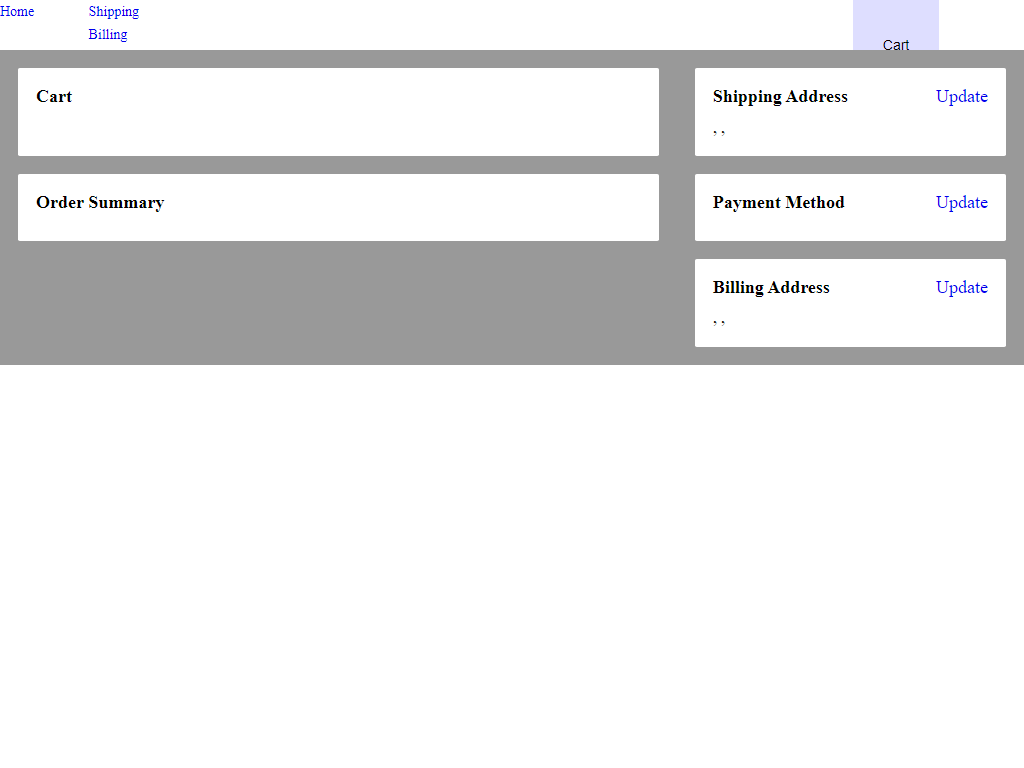 Home
Shipping
Billing
Cart
Cart
Order Summary
Shipping Address Update
, ,
Payment Method Update
Billing Address Update
, ,